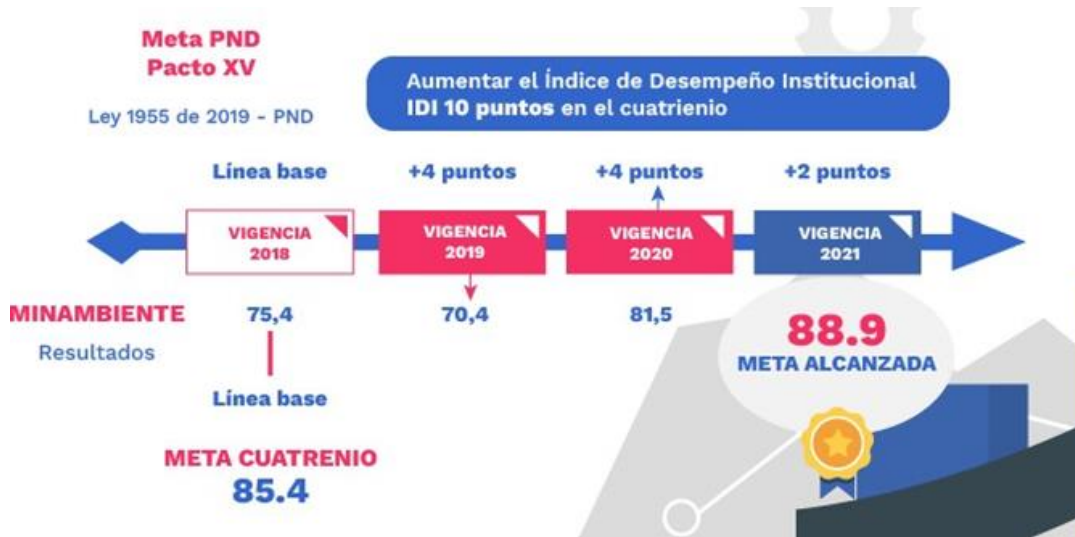 Meta PND
Pacto XV
Ley 1955 de 2019 - PND
Aumentar el Índice de Desempeño Institucional
IDI 10 puntos en el cuatrienio
Línea base
+4 puntos
+4 puntos
+2 puntos
VIGENCIA
2018
VIGENCIA
2019
VIGENCIA
2020
VIGENCIA
2021
MINAMBIENTE
Resultados
75,4
70,4
81,5
88.9
META ALCANZADA
Línea base
META CUATRENIO
85.4